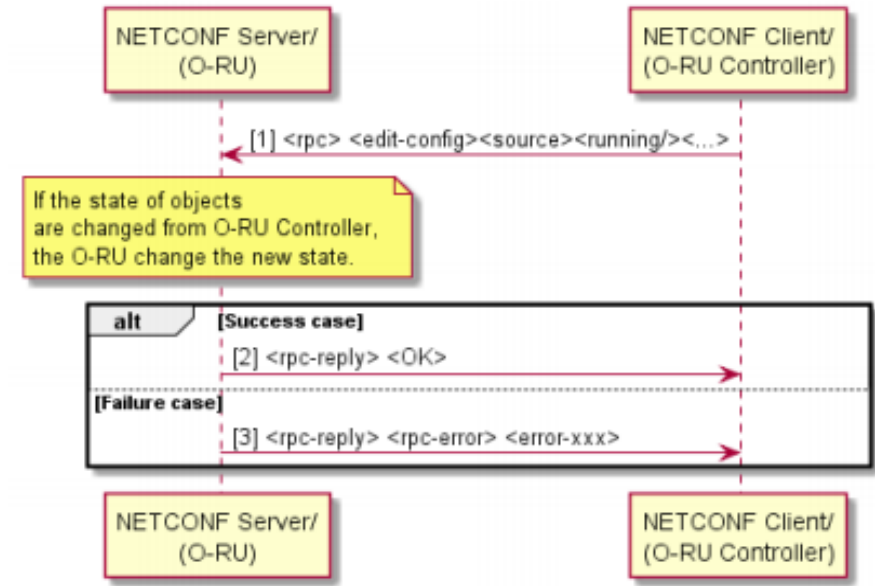 NETCONF Server/
(O-RU)
NETCONF Client/
(O-RU Controller)
[1] <rpc> <edit-config><source><running/><...>
If the state of objects
are changed from O-RU Controller,
the O-RU change the new state.
alt
[Success case]
[2] <rpc-reply> <OK>
[Failure case]
[3] <rpc-reply> <rpc-error> <error-xxx>
NETCONF Server/
(O-RU)
NETCONF Client/
(O-RU Controller)